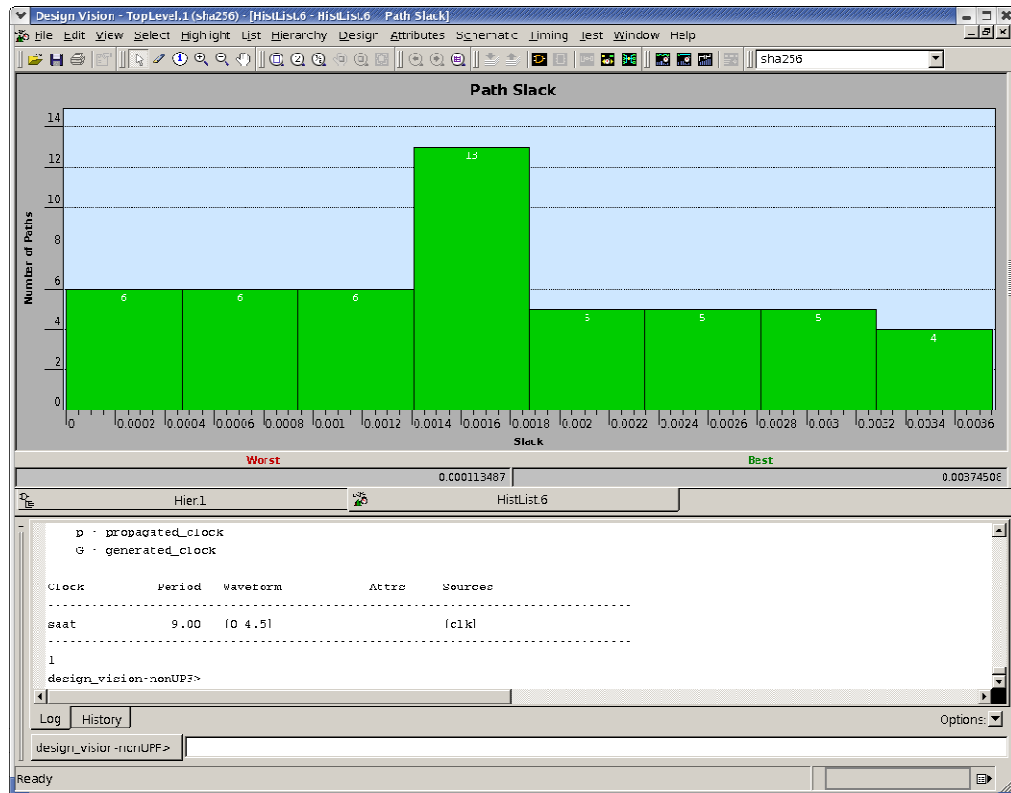 Design Vision - TopLevel.1 (sha256) - [HistList.6 - HistList.6 Path Slack]
File Edit View Select Highlight List Hierarchy Design Attributes Schematic Timing Test Window Help
sha256
Path Slack
Number of Paths
14
12
10
8
6
4
2
0
6 6 6 13 5 5 5 4
0 0.0002 0.0004 0.0006 0.0008 0.001 0.0012 0.0014 0.0016 0.0018 0.002 0.0022 0.0024 0.0026 0.0028 0.003 0.0032 0.0034 0.0036
Slack
Worst Best
0.000113487 0.00374508
Hier.1 HistList.6
p - propagated_clock
G - generated_clock
Clock Period Waveform Attrs Sources
--------------------------------------------------------------------------------
saat 9.00 {0 4.5} {clk}
--------------------------------------------------------------------------------
1
design_vision-nonUPF>
Log History Options:
design_vision-nonUPF>
Ready